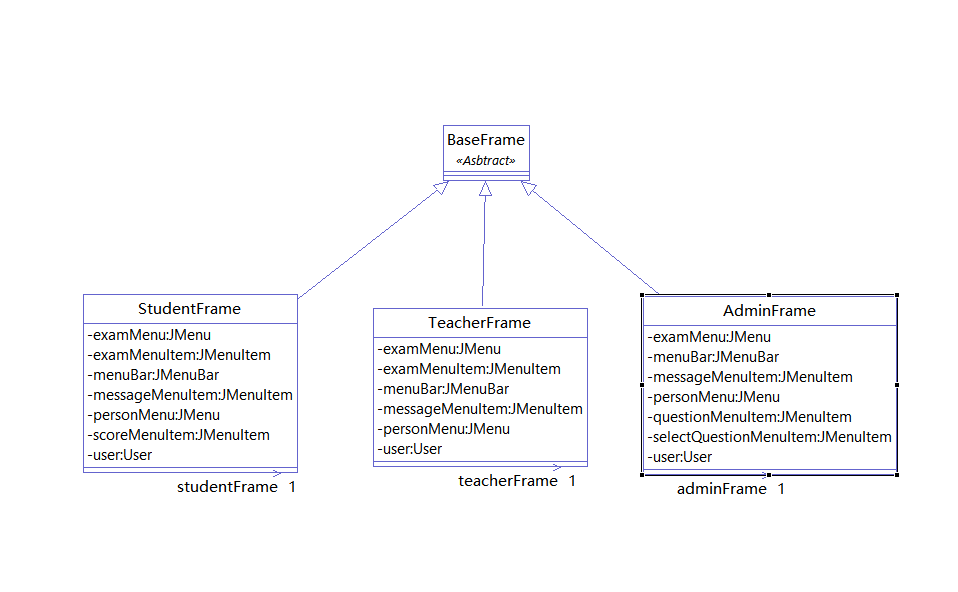 BaseFrame
«Asbtract»
StudentFrame
-examMenu:JMenu
-examMenuItem:JMenuItem
-menuBar:JMenuBar
-messageMenuItem:JMenuItem
-personMenu:JMenu
-scoreMenuItem:JMenuItem
-user:User
studentFrame 1
TeacherFrame
-examMenu:JMenu
-examMenuItem:JMenuItem
-menuBar:JMenuBar
-messageMenuItem:JMenuItem
-personMenu:JMenu
-user:User
teacherFrame 1
AdminFrame
-examMenu:JMenu
-menuBar:JMenuBar
-messageMenuItem:JMenuItem
-personMenu:JMenu
-questionMenuItem:JMenuItem
-selectQuestionMenuItem:JMenuItem
-user:User
adminFrame 1